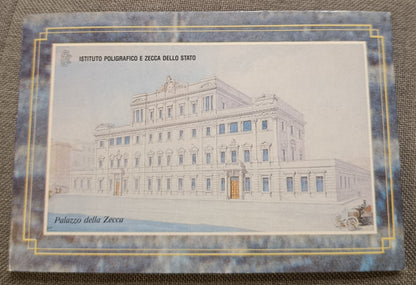 ISTITUTO POLIGRAFICO E ZECCA DELLO STATO
Palazzo della Zecca